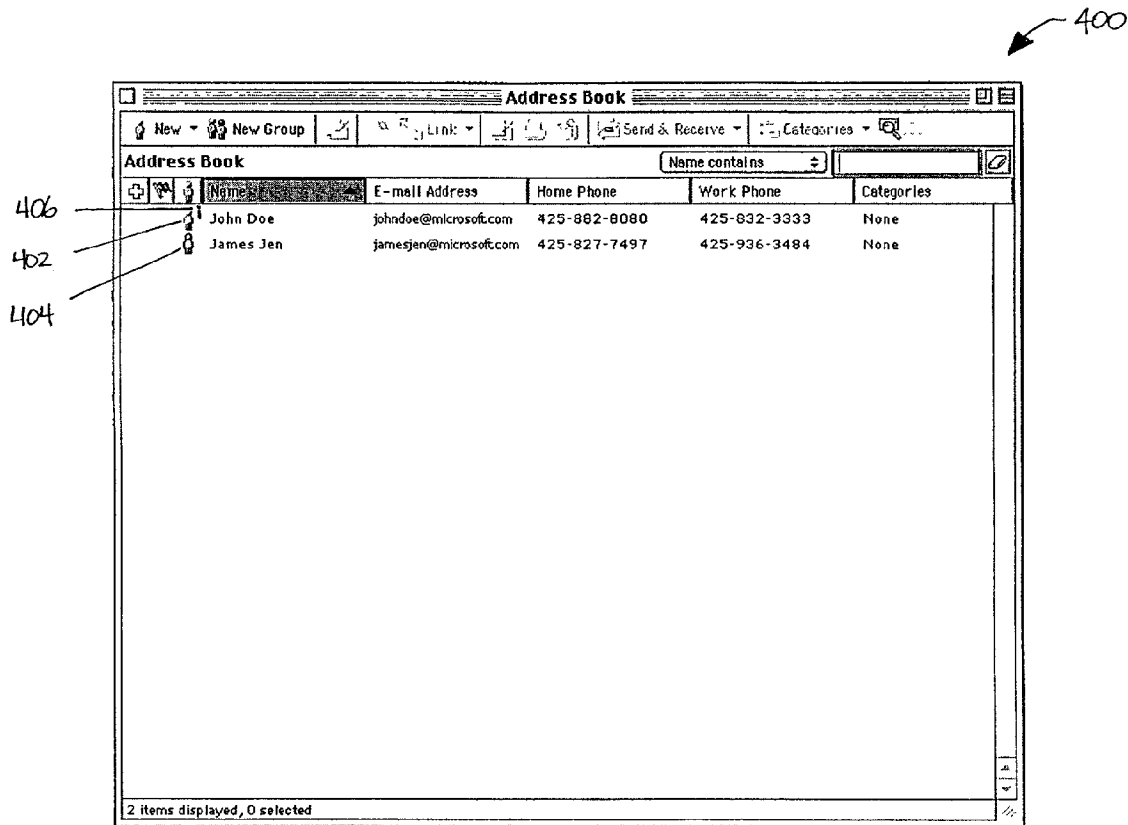 400
Address Book
New New Group Link Send & Receive Categories
Address Book Name contains
Name E-mail Address Home Phone Work Phone Categories
406
John Doe johndoe@microsoft.com 425-882-8080 425-832-3333 None
402
James Jen jamesjen@microsoft.com 425-827-7497 425-936-3484 None
404
2 items displayed, 0 selected